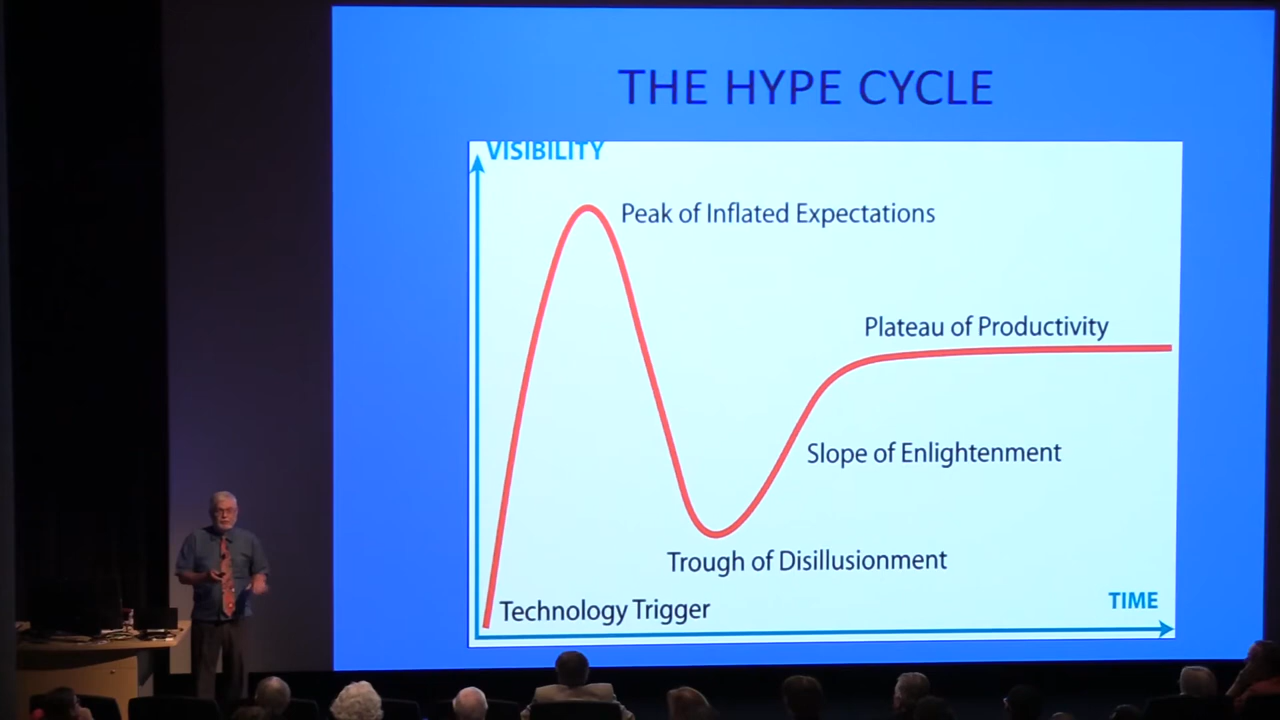 THE HYPE CYCLE
VISIBILITY
Peak of Inflated Expectations
Plateau of Productivity
Slope of Enlightenment
Trough of Disillusionment
TIME
Technology Trigger